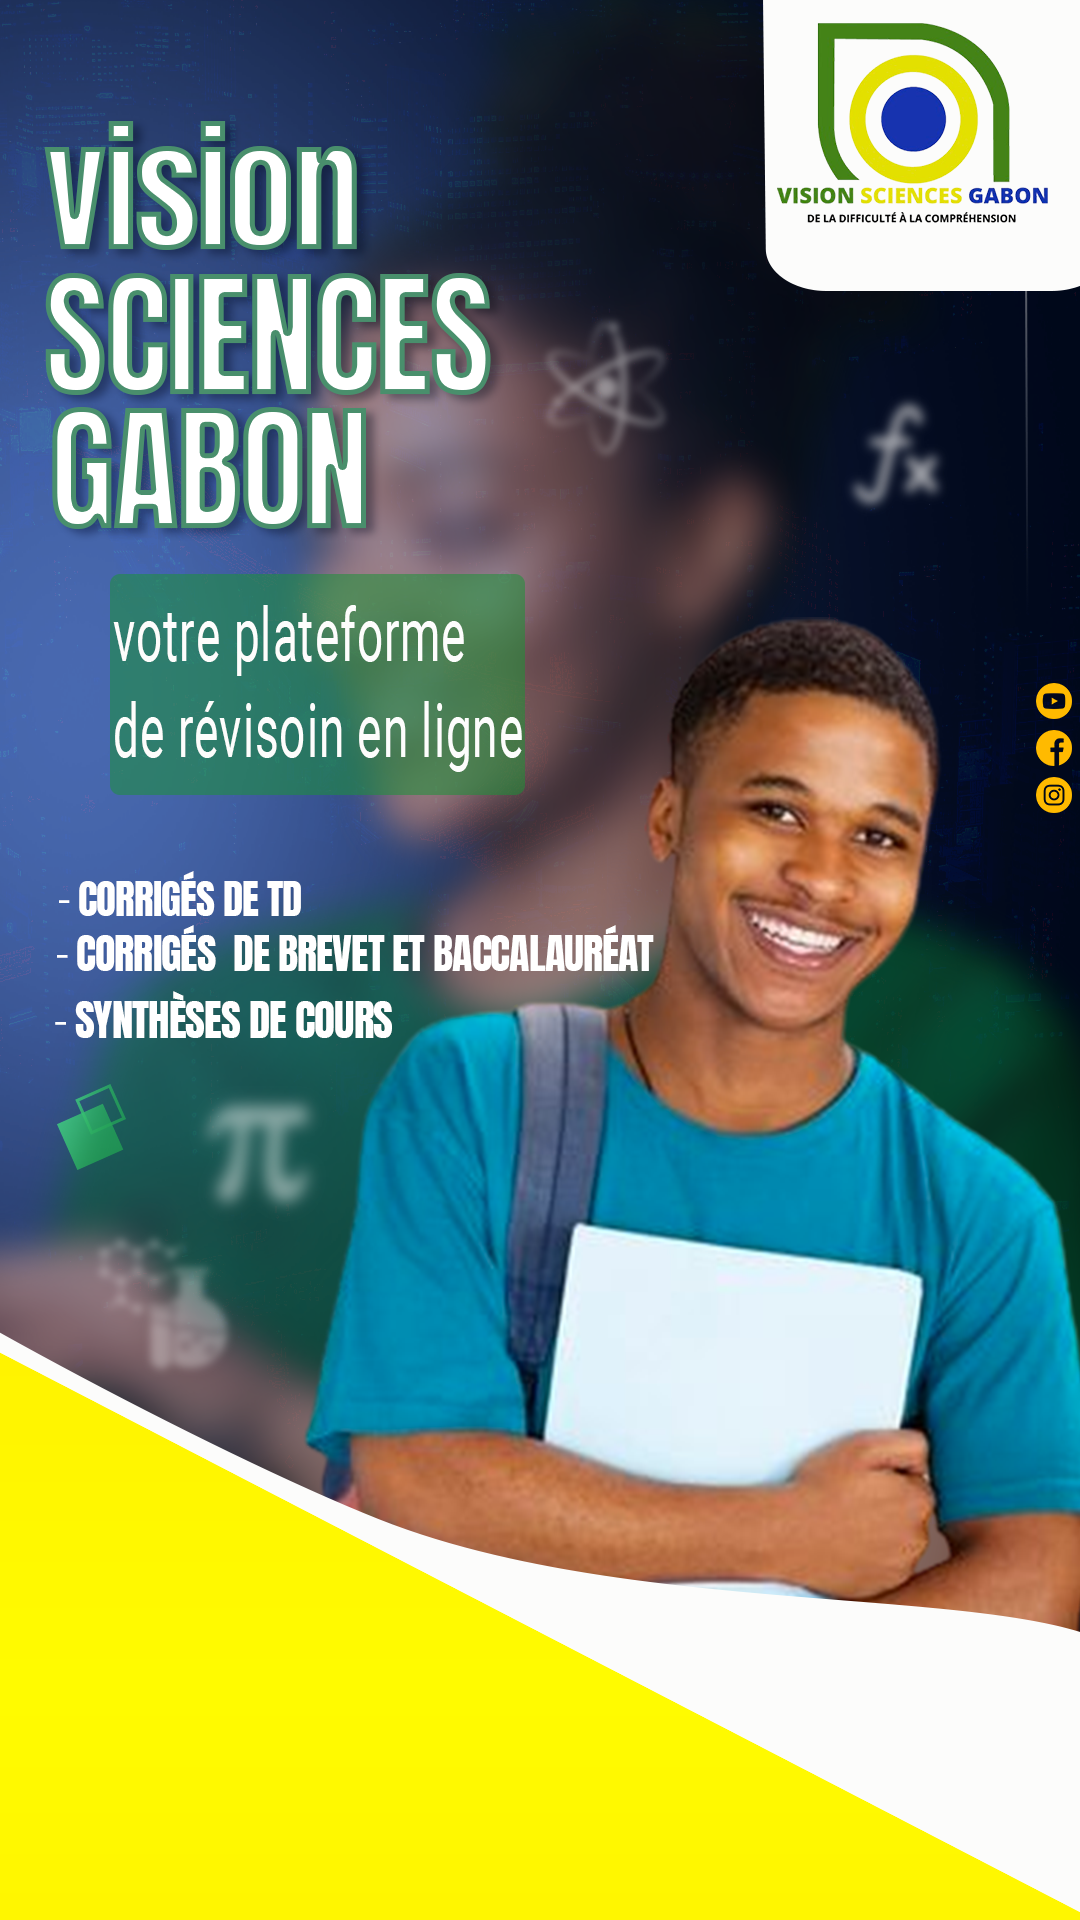 vision
SCIENCES
GABON
VISION SCIENCES GABON
DE LA DIFFICULTÉ À LA COMPRÉHENSION
fx
votre plateforme
de révisoin en ligne
- CORRIGÉS DE TD
- CORRIGÉS DE BREVET ET BACCALAURÉAT
- SYNTHÈSES DE COURS
π